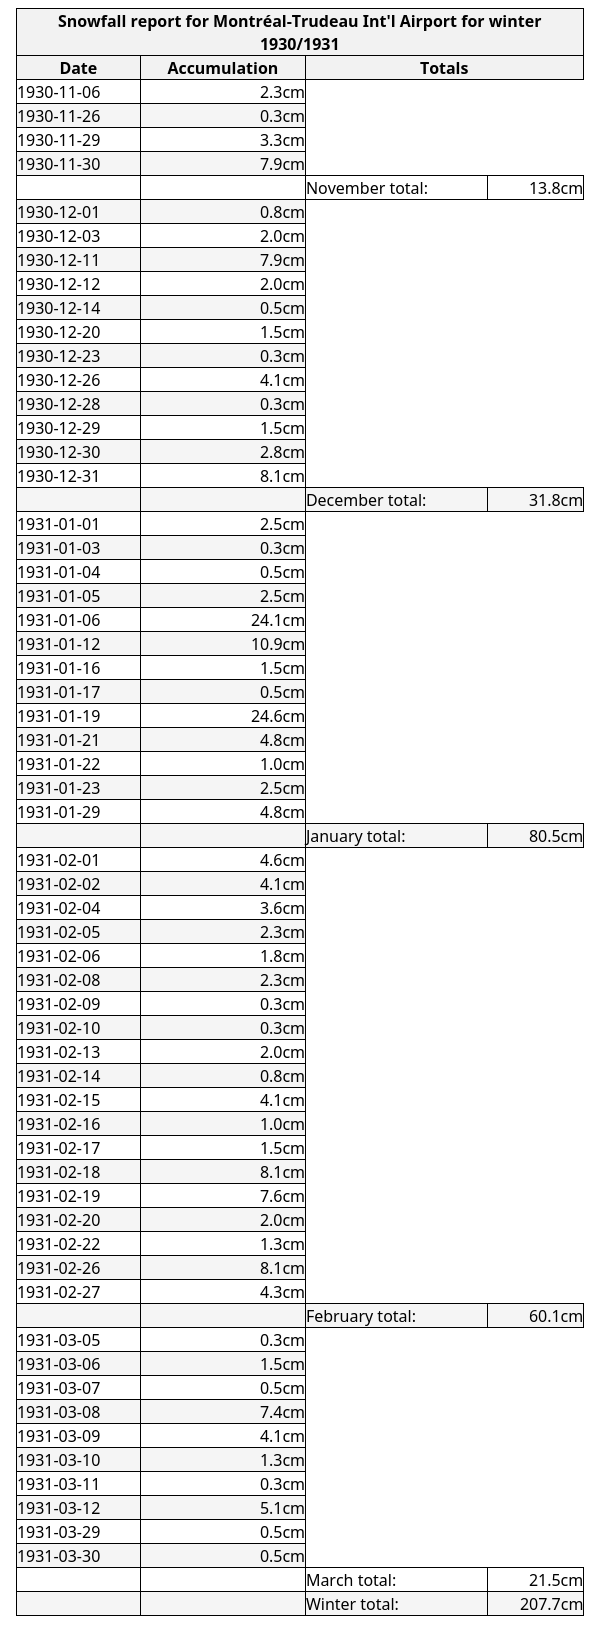 Snowfall report for Montréal-Trudeau Int'l Airport for winter
1930/1931
Date Accumulation Totals
1930-11-06 2.3cm
1930-11-26 0.3cm
1930-11-29 3.3cm
1930-11-30 7.9cm
November total: 13.8cm
1930-12-01 0.8cm
1930-12-03 2.0cm
1930-12-11 7.9cm
1930-12-12 2.0cm
1930-12-14 0.5cm
1930-12-20 1.5cm
1930-12-23 0.3cm
1930-12-26 4.1cm
1930-12-28 0.3cm
1930-12-29 1.5cm
1930-12-30 2.8cm
1930-12-31 8.1cm
December total: 31.8cm
1931-01-01 2.5cm
1931-01-03 0.3cm
1931-01-04 0.5cm
1931-01-05 2.5cm
1931-01-06 24.1cm
1931-01-12 10.9cm
1931-01-16 1.5cm
1931-01-17 0.5cm
1931-01-19 24.6cm
1931-01-21 4.8cm
1931-01-22 1.0cm
1931-01-23 2.5cm
1931-01-29 4.8cm
January total: 80.5cm
1931-02-01 4.6cm
1931-02-02 4.1cm
1931-02-04 3.6cm
1931-02-05 2.3cm
1931-02-06 1.8cm
1931-02-08 2.3cm
1931-02-09 0.3cm
1931-02-10 0.3cm
1931-02-13 2.0cm
1931-02-14 0.8cm
1931-02-15 4.1cm
1931-02-16 1.0cm
1931-02-17 1.5cm
1931-02-18 8.1cm
1931-02-19 7.6cm
1931-02-20 2.0cm
1931-02-22 1.3cm
1931-02-26 8.1cm
1931-02-27 4.3cm
February total: 60.1cm
1931-03-05 0.3cm
1931-03-06 1.5cm
1931-03-07 0.5cm
1931-03-08 7.4cm
1931-03-09 4.1cm
1931-03-10 1.3cm
1931-03-11 0.3cm
1931-03-12 5.1cm
1931-03-29 0.5cm
1931-03-30 0.5cm
March total: 21.5cm
Winter total: 207.7cm